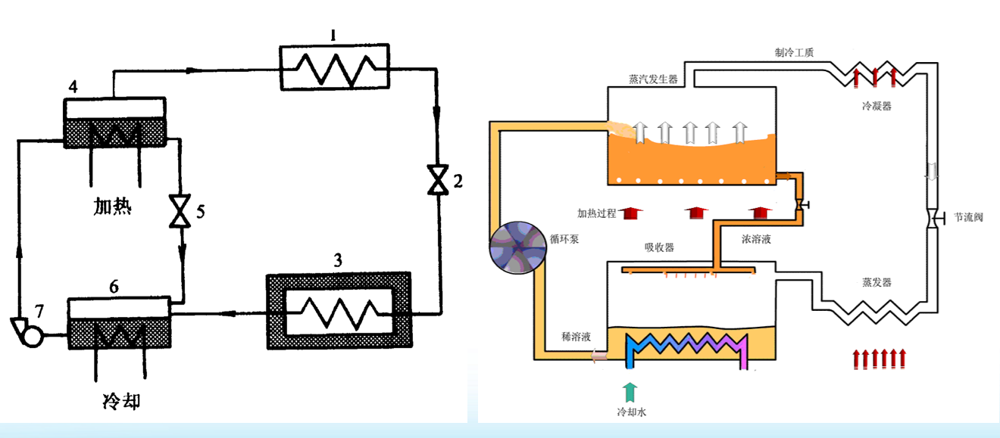 1
4
2
加热
5
3
6
7
冷却
制冷工质
蒸汽发生器
冷凝器
加热过程
节流阀
循环泵
吸收器
浓溶液
蒸发器
稀溶液
冷却水